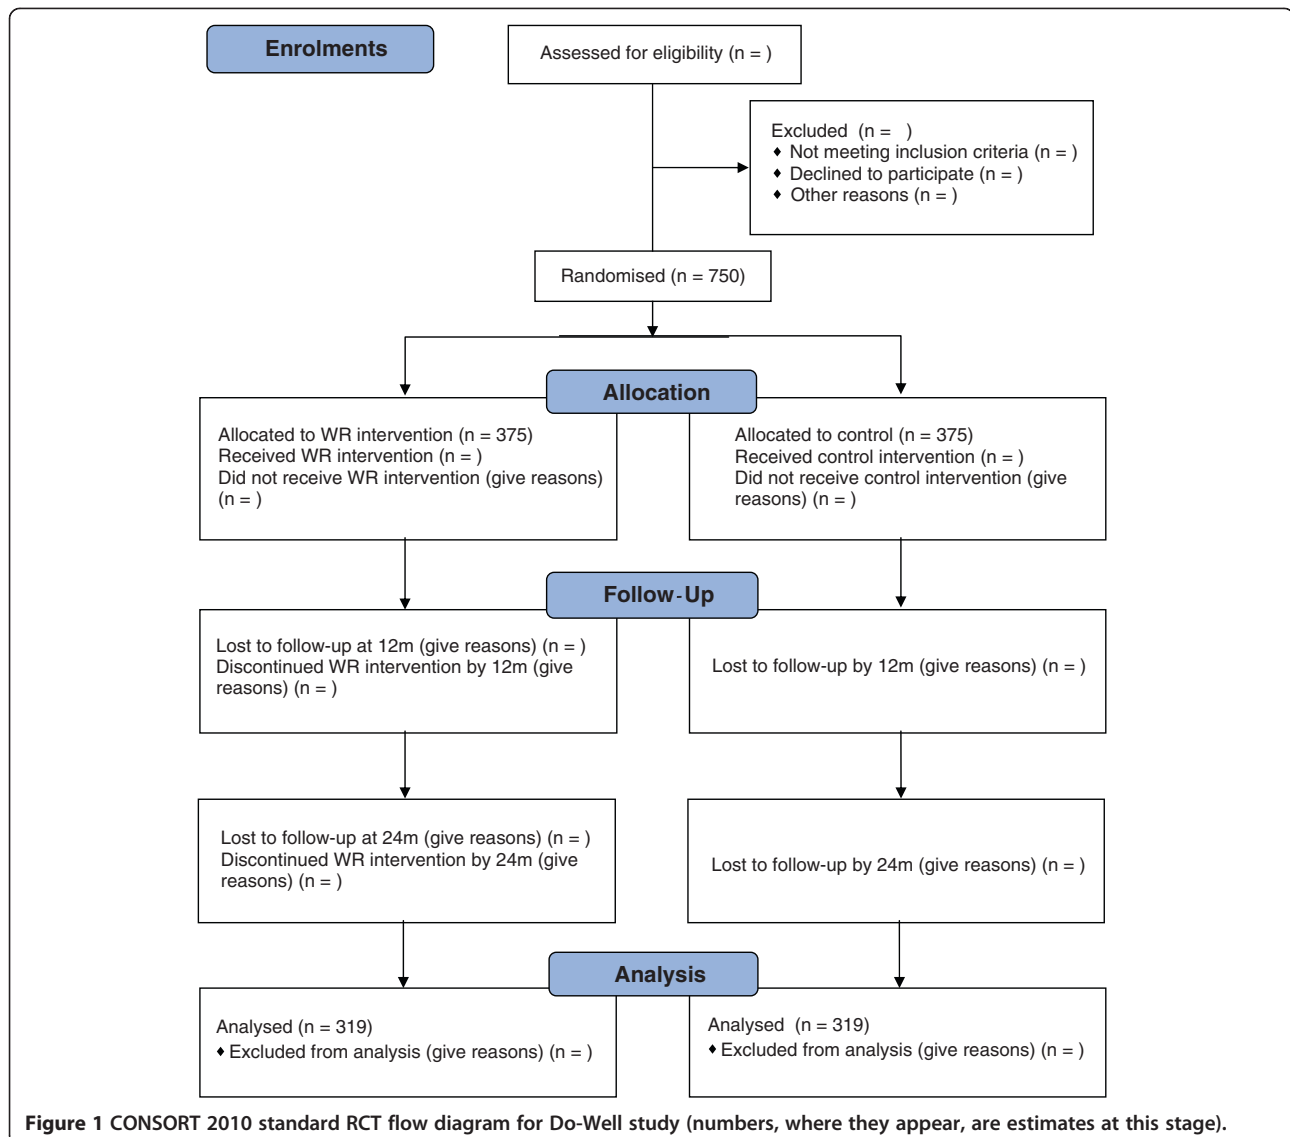 Enrolments
Assessed for eligibility (n = )
Excluded (n = )
♦ Not meeting inclusion criteria (n = )
♦ Declined to participate (n = )
♦ Other reasons (n = )
Randomised (n = 750)
Allocation
Allocated to WR intervention (n = 375)
Received WR intervention (n = )
Did not receive WR intervention (give reasons)
(n = )
Allocated to control (n = 375)
Received control intervention (n = )
Did not receive control intervention (give
reasons) (n = )
Follow-Up
Lost to follow-up at 12m (give reasons) (n = )
Discontinued WR intervention by 12m (give
reasons) (n = )
Lost to follow-up by 12m (give reasons) (n = )
Lost to follow-up at 24m (give reasons) (n = )
Discontinued WR intervention by 24m (give
reasons) (n = )
Lost to follow-up by 24m (give reasons) (n = )
Analysis
Analysed (n = 319)
♦ Excluded from analysis (give reasons) (n = )
Analysed (n = 319)
♦ Excluded from analysis (give reasons) (n = )
Figure 1 CONSORT 2010 standard RCT flow diagram for Do-Well study (numbers, where they appear, are estimates at this stage).